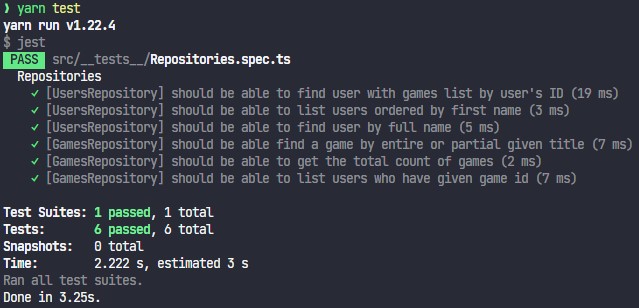 ❯ yarn test
yarn run v1.22.4
$ jest
PASS src/__tests__/Repositories.spec.ts
Repositories
✓ [UsersRepository] should be able to find user with games list by user's ID (19 ms)
✓ [UsersRepository] should be able to list users ordered by first name (3 ms)
✓ [UsersRepository] should be able to find user by full name (5 ms)
✓ [GamesRepository] should be able find a game by entire or partial given title (7 ms)
✓ [GamesRepository] should be able to get the total count of games (2 ms)
✓ [GamesRepository] should be able to list users who have given game id (7 ms)
Test Suites: 1 passed, 1 total
Tests: 6 passed, 6 total
Snapshots: 0 total
Time: 2.222 s, estimated 3 s
Ran all test suites.
Done in 3.25s.